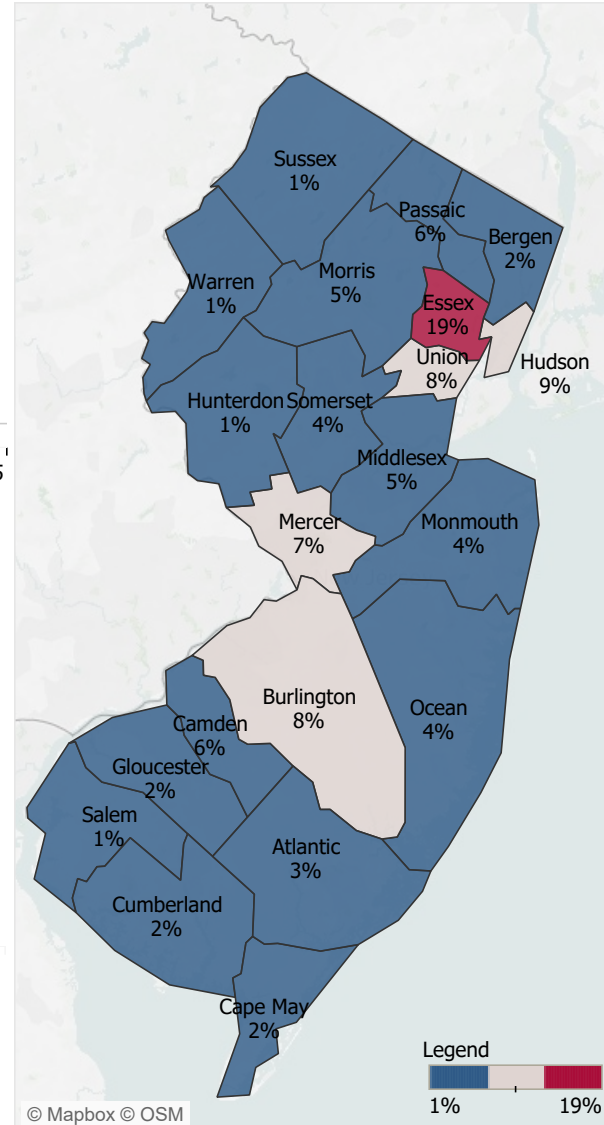 Sussex
1%
Passaic
6%
Bergen
2%
Warren
1%
Morris
5%
Essex
19%
Union
8%
Hudson
9%
Hunterdon
1%
Somerset
4%
Middlesex
5%
Mercer
7%
Monmouth
4%
Burlington
8%
Ocean
4%
Camden
6%
Gloucester
2%
Salem
1%
Atlantic
3%
Cumberland
2%
Cape May
2%
Legend
1% 19%
© Mapbox © OSM